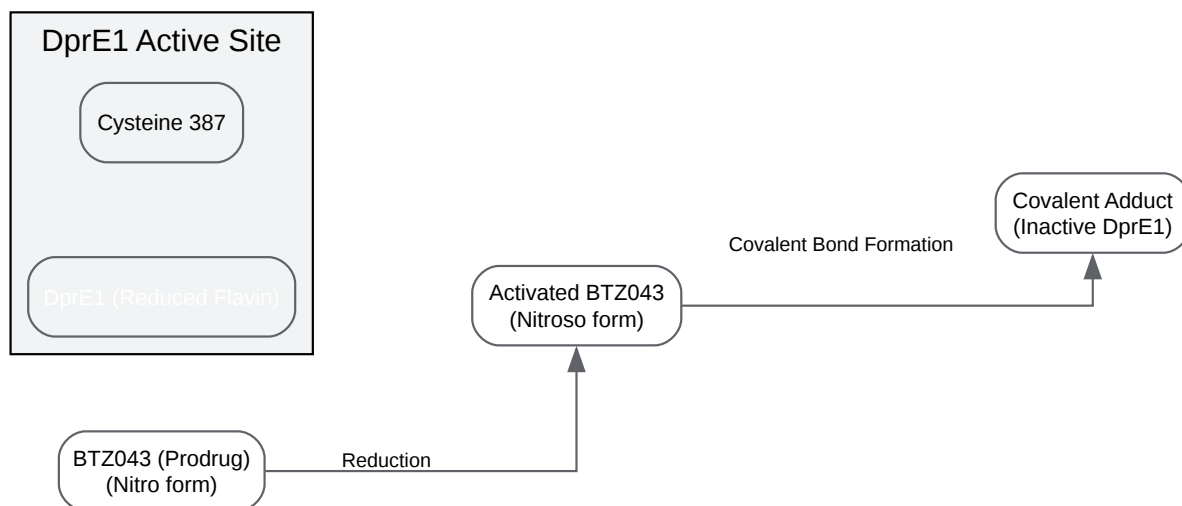 DprE1 Active Site
Cysteine 387
DprE1 (Reduced Flavin)
Covalent Adduct
(Inactive DprE1)
Covalent Bond Formation
Activated BTZ043
(Nitroso form)
BTZ043 (Prodrug)
(Nitro form)
Reduction